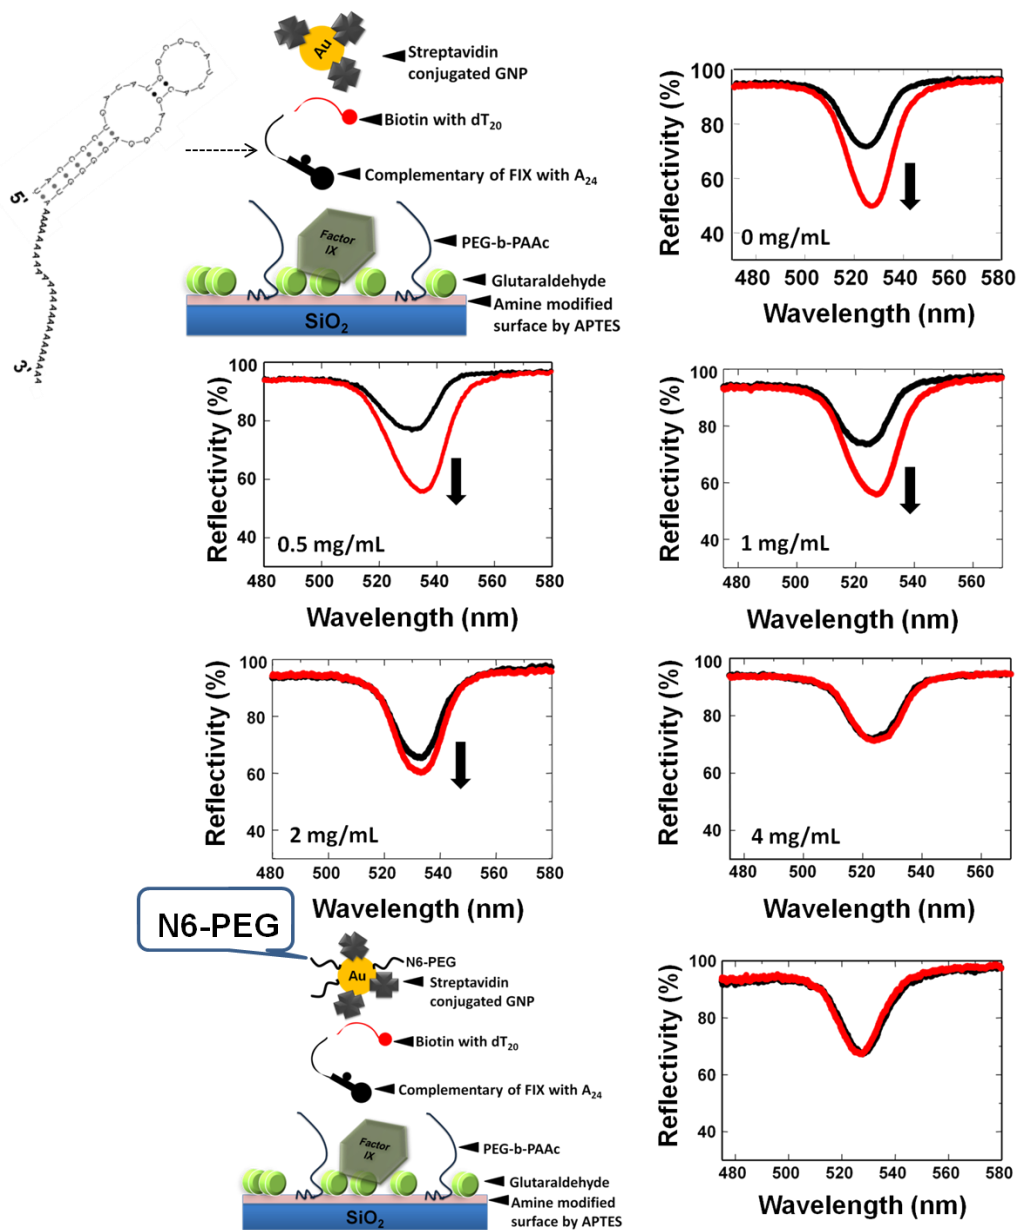 Au
Streptavidin
conjugated GNP
Biotin with dT20
Complementary of FIX with A24
Factor
IX
PEG-b-PAAc
Glutaraldehyde
Amine modified
surface by APTES
SiO2
5'
3'
Reflectivity (%)
100
80
60
40
0 mg/mL
480 500 520 540 560 580
Wavelength (nm)
Reflectivity (%)
100
80
60
40
0.5 mg/mL
480 500 520 540 560 580
Wavelength (nm)
Reflectivity (%)
100
80
60
40
1 mg/mL
480 500 520 540 560
Wavelength (nm)
Reflectivity (%)
100
80
60
40
2 mg/mL
480 500 520 540 560 580
Wavelength (nm)
Reflectivity (%)
100
80
60
40
4 mg/mL
480 500 520 540 560
Wavelength (nm)
N6-PEG
N6-PEG
Au
Streptavidin
conjugated GNP
Biotin with dT20
Complementary of FIX with A24
Factor
IX
PEG-b-PAAc
Glutaraldehyde
Amine modified
surface by APTES
SiO2
Reflectivity (%)
100
80
60
40
480 500 520 540 560 580
Wavelength (nm)